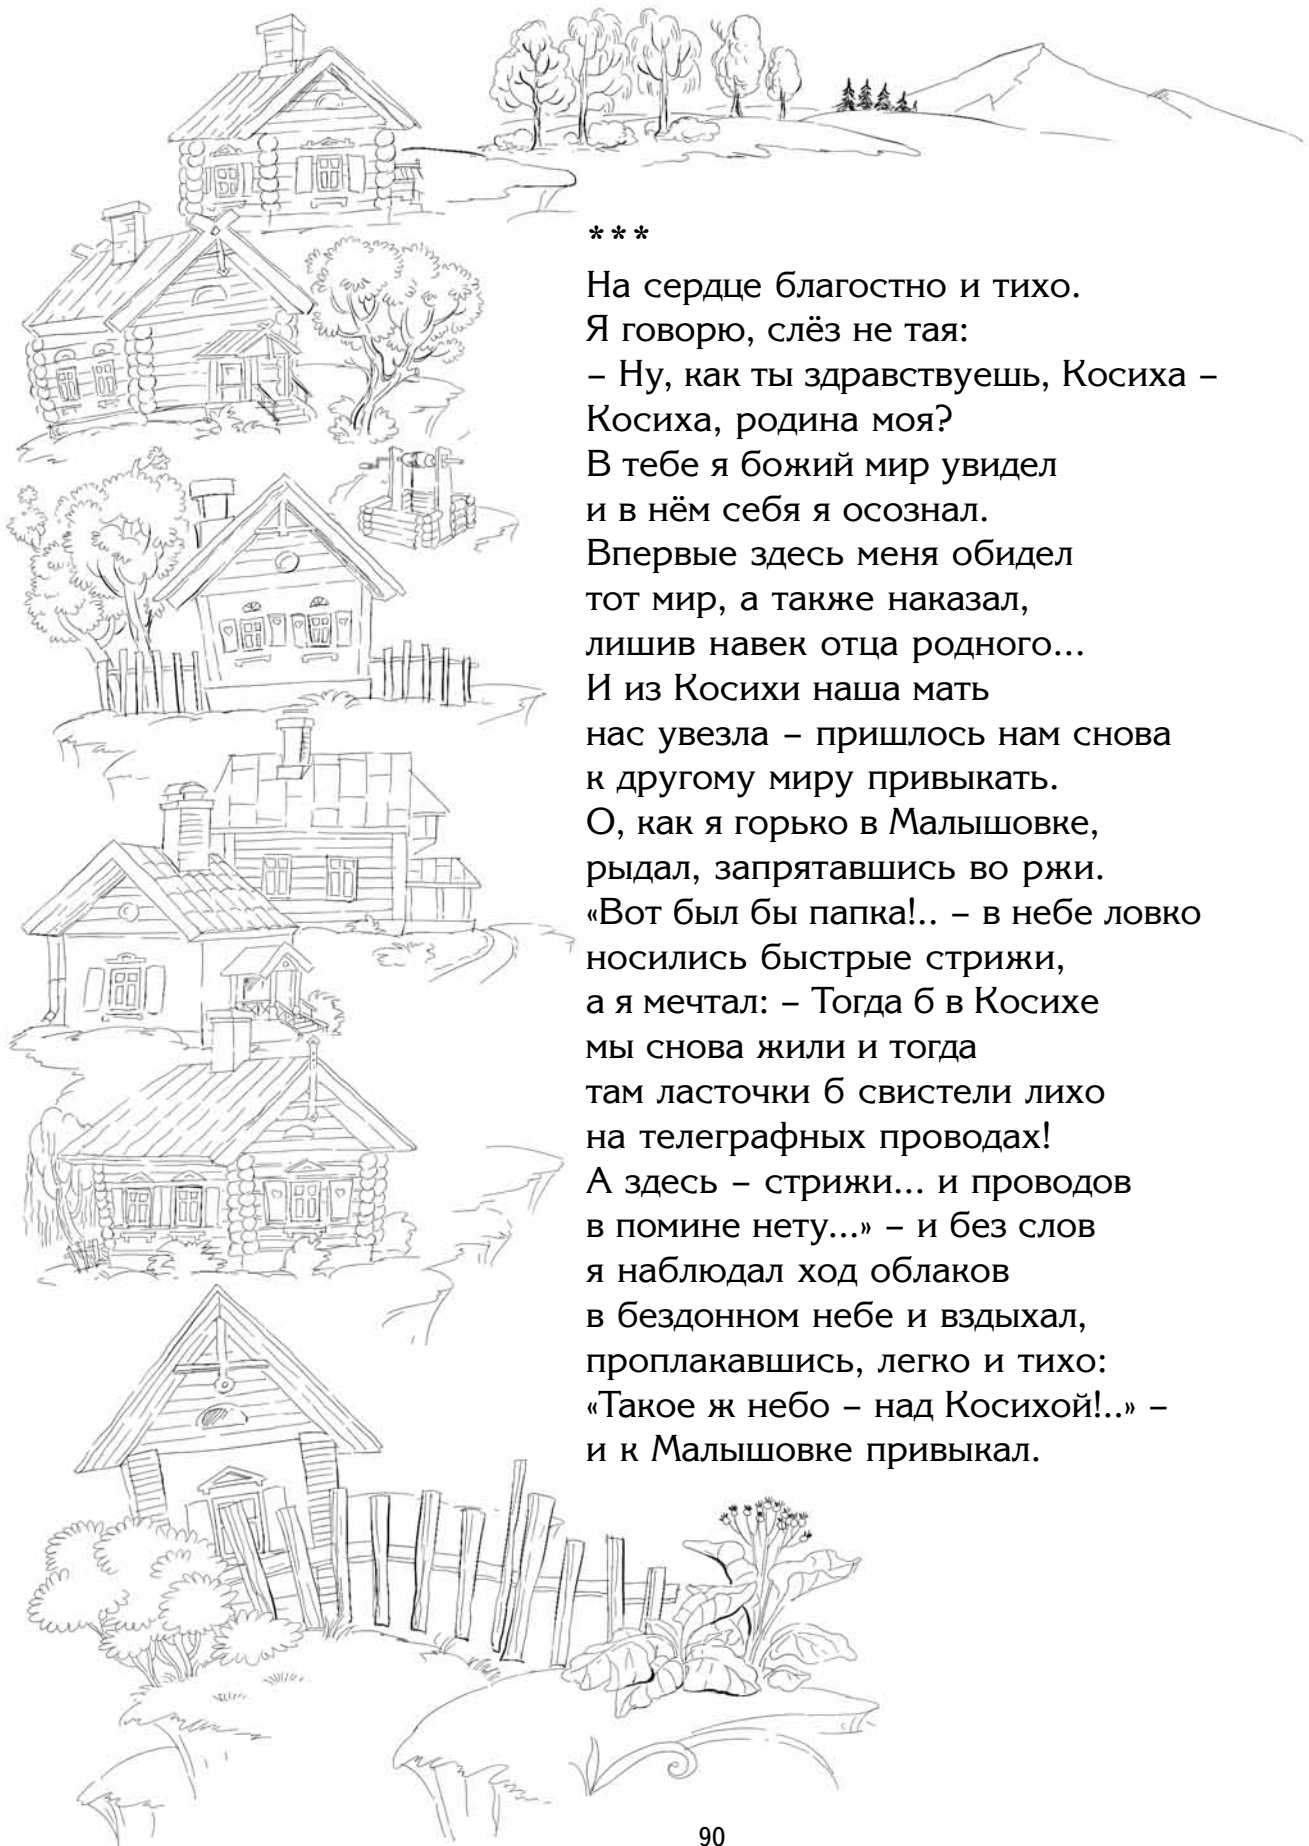 ***
На сердце благостно и тихо.
Я говорю, слёз не тая:
– Ну, как ты здравствуешь, Косиха –
Косиха, родина моя?
В тебе я божий мир увидел
и в нём себя я осознал.
Впервые здесь меня обидел
тот мир, а также наказал,
лишив навек отца родного...
И из Косихи наша мать
нас увезла – пришлось нам снова
к другому миру привыкать.
О, как я горько в Малышовке,
рыдал, запрятавшись во ржи.
«Вот был бы папка!.. – в небе ловко
носились быстрые стрижи,
а я мечтал: – Тогда б в Косихе
мы снова жили и тогда
там ласточки б свистели лихо
на телеграфных проводах!
А здесь – стрижи... и проводов
в помине нету...» – и без слов
я наблюдал ход облаков
в бездонном небе и вздыхал,
проплакавшись, легко и тихо:
«Такое ж небо – над Косихой!..» –
и к Малышовке привыкал.
90